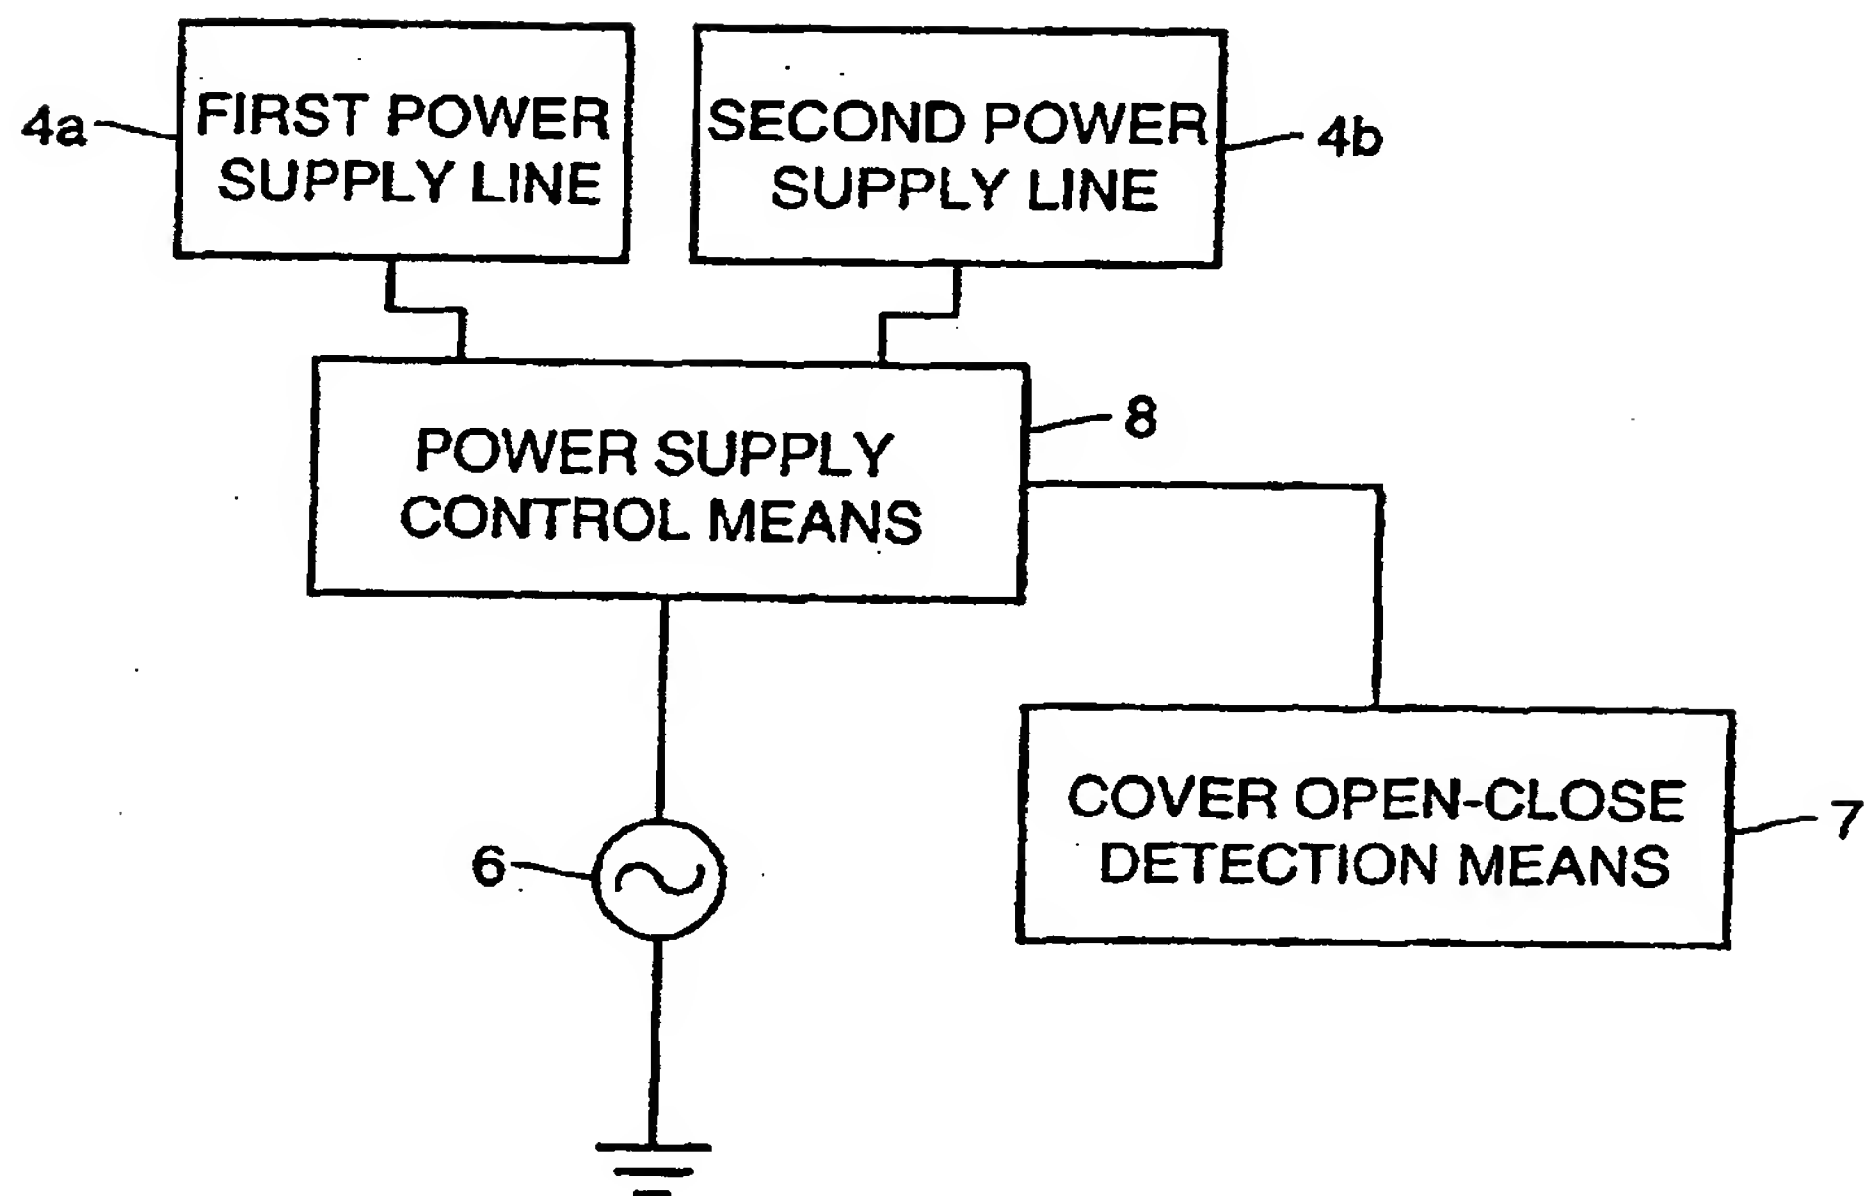 4a
FIRST POWER
SUPPLY LINE
SECOND POWER
SUPPLY LINE
4b
POWER SUPPLY
CONTROL MEANS
8
6
COVER OPEN-CLOSE
DETECTION MEANS
7